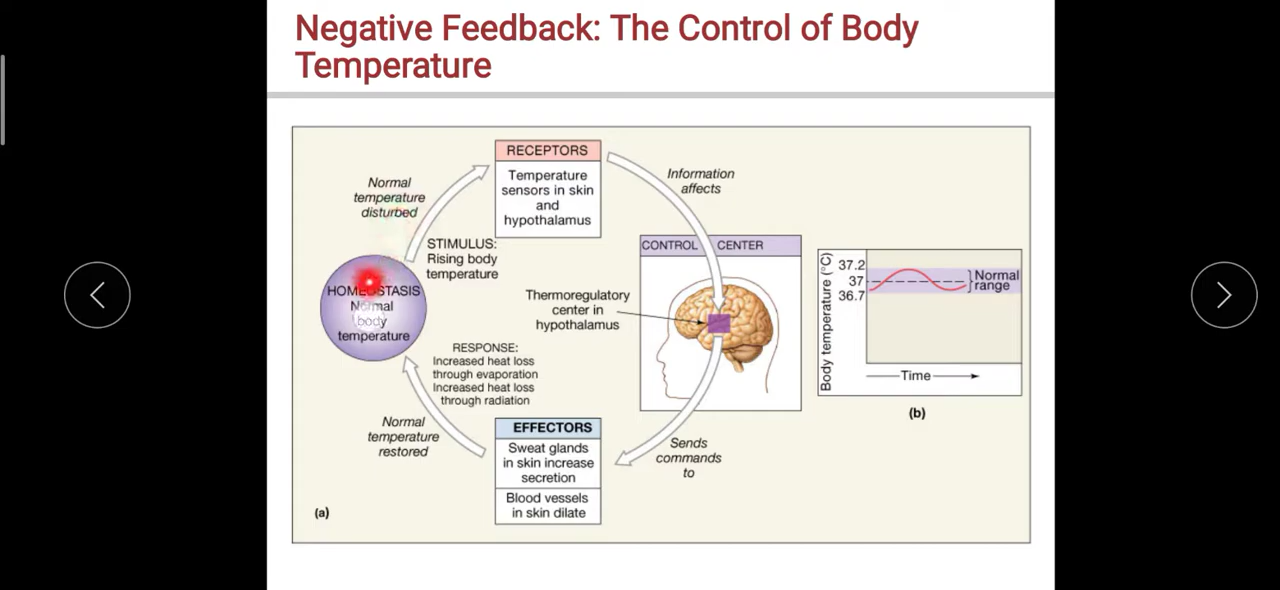 Negative Feedback: The Control of Body
Temperature
RECEPTORS
Temperature
sensors in skin
and
hypothalamus
Normal
temperature
disturbed
STIMULUS:
Rising body
temperature
Information
affects
CONTROL CENTER
Thermoregulatory
center in
hypothalamus
HOMEOSTASIS
Normal
body
temperature
RESPONSE:
Increased heat loss
through evaporation
Increased heat loss
through radiation
Normal
temperature
restored
EFFECTORS
Sweat glands
in skin increase
secretion
Blood vessels
in skin dilate
Sends
commands
to
(a)
Body temperature (°C)
37.2
37
36.7
Normal
range
Time
(b)